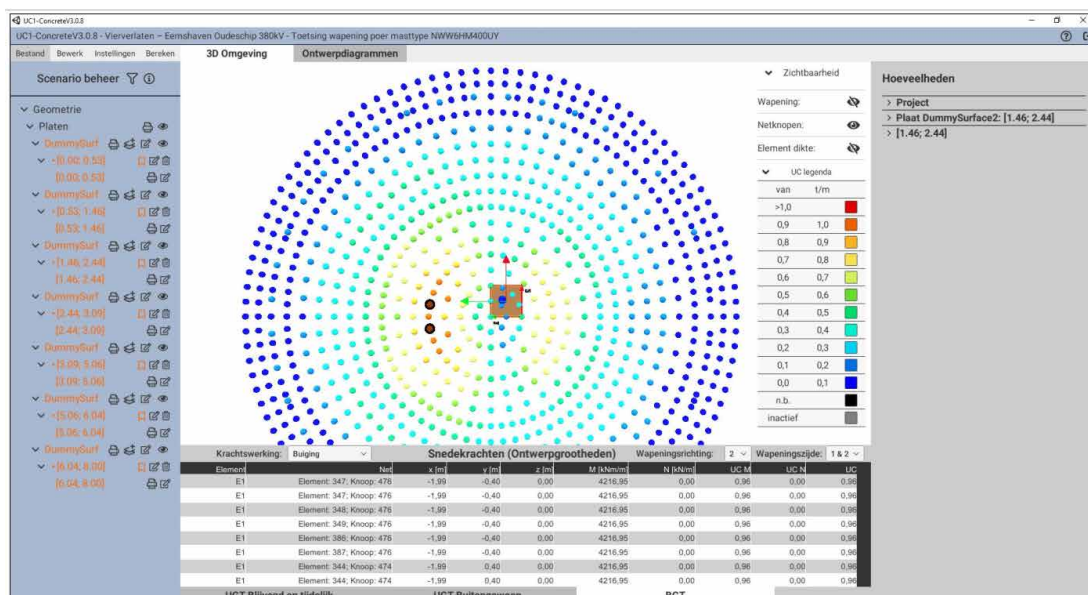 UC1-ConcreteV3.0.8
UC1-ConcreteV3.0.8 - Vierverlaten – Eemshaven Oudeschip 380kV - Toetsing wapening poer masttype NWW6HM400UY
Bestand Bewerk Instellingen Bereken
3D Omgeving Ontwerpdiagrammen
Scenario beheer
Geometrie
Platen
DummySurf
- [0.00; 0.53]
[0.00; 0.53]
DummySurf
- [0.53; 1.46]
[0.53; 1.46]
DummySurf
- [1.46; 2.44]
[1.46; 2.44]
DummySurf
- [2.44; 3.09]
[2.44; 3.09]
DummySurf
- [3.09; 5.06]
[3.09; 5.06]
DummySurf
- [5.06; 6.04]
[5.06; 6.04]
DummySurf
- [6.04; 8.00]
[6.04; 8.00]
Zichtbaarheid
Wapening:
Netknopen:
Element dikte:
UC legenda
van t/m
>1,0
0,9 1,0
0,8 0,9
0,7 0,8
0,6 0,7
0,5 0,6
0,4 0,5
0,3 0,4
0,2 0,3
0,1 0,2
0,0 0,1
n.b.
inactief
Hoeveelheden
> Project
> Plaat DummySurface2: [1.46; 2.44]
> [1.46; 2.44]
Krachtswerking: Buiging Snedekrachten (Ontwerpgrootheden) Wapeningsrichting: 2 Wapeningszijde: 1 & 2
Element Net x [m] y [m] z [m] M [kNm/m] N [kN/m] UC M UC N UC
E1 Element: 347; Knoop: 478 -1,99 -0,40 0,00 4216,95 0,00 0,96 0,00 0,96
E1 Element: 347; Knoop: 476 -1,99 -0,40 0,00 4216,95 0,00 0,96 0,00 0,96
E1 Element: 348; Knoop: 476 -1,99 -0,40 0,00 4216,95 0,00 0,96 0,00 0,96
E1 Element: 349; Knoop: 476 -1,99 -0,40 0,00 4216,95 0,00 0,96 0,00 0,96
E1 Element: 386; Knoop: 476 -1,99 -0,40 0,00 4216,95 0,00 0,96 0,00 0,96
E1 Element: 387; Knoop: 476 -1,99 -0,40 0,00 4216,95 0,00 0,96 0,00 0,96
E1 Element: 344; Knoop: 474 -1,99 0,40 0,00 4216,95 0,00 0,96 0,00 0,96
E1 Element: 344; Knoop: 474 -1,99 0,40 0,00 4216,95 0,00 0,96 0,00 0,96
UGT Blijvend en tijdelijk UGT Buitengewoon BGT